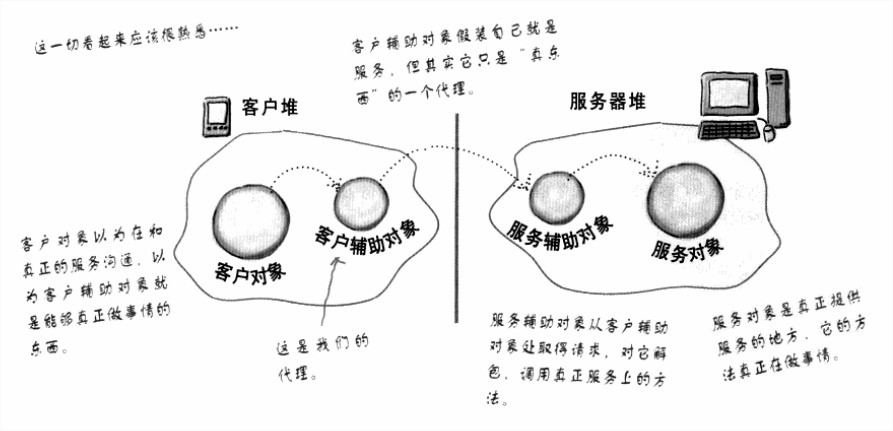 这一切看起来应该很熟悉……
客户辅助对象假装自己就是
服务，但其实它只是“真东
西”的一个代理。
客户堆
服务器堆
客户对象
客户辅助对象
服务辅助对象
服务对象
客户对象以为在和
真正的服务沟通，以
为客户辅助对象就
是能够真正做事情的
东西。
这是我们的
代理。
服务辅助对象从客户辅助
对象处取得请求，对它解
包，调用真正服务上的方
法。
服务对象是真正提供
服务的地方，它的方
法真正在做事情。